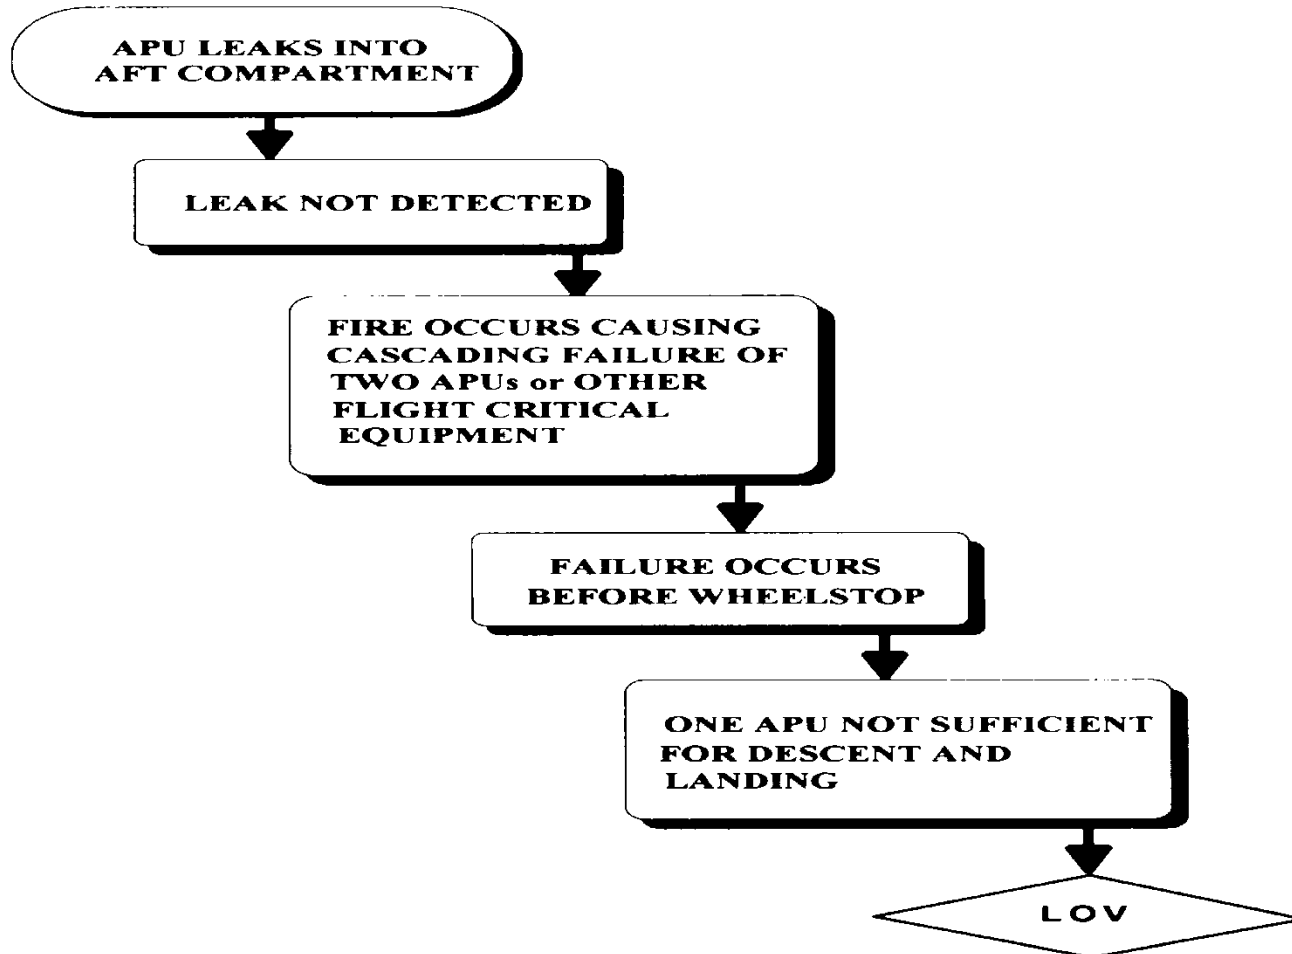 APU LEAKS INTO
AFT COMPARTMENT
LEAK NOT DETECTED
FIRE OCCURS CAUSING
CASCADING FAILURE OF
TWO APUs or OTHER
FLIGHT CRITICAL
EQUIPMENT
FAILURE OCCURS
BEFORE WHEELSTOP
ONE APU NOT SUFFICIENT
FOR DESCENT AND
LANDING
LOV